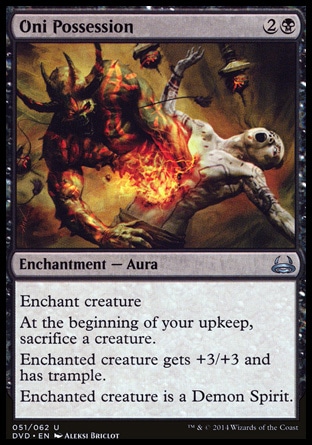 Oni Possession 2
Enchantment — Aura
Enchant creature
At the beginning of your upkeep,
sacrifice a creature.
Enchanted creature gets +3/+3 and
has trample.
Enchanted creature is a Demon Spirit.
051/062 U
DVD • EN Aleksi Briclot
™ & © 2014 Wizards of the Coast